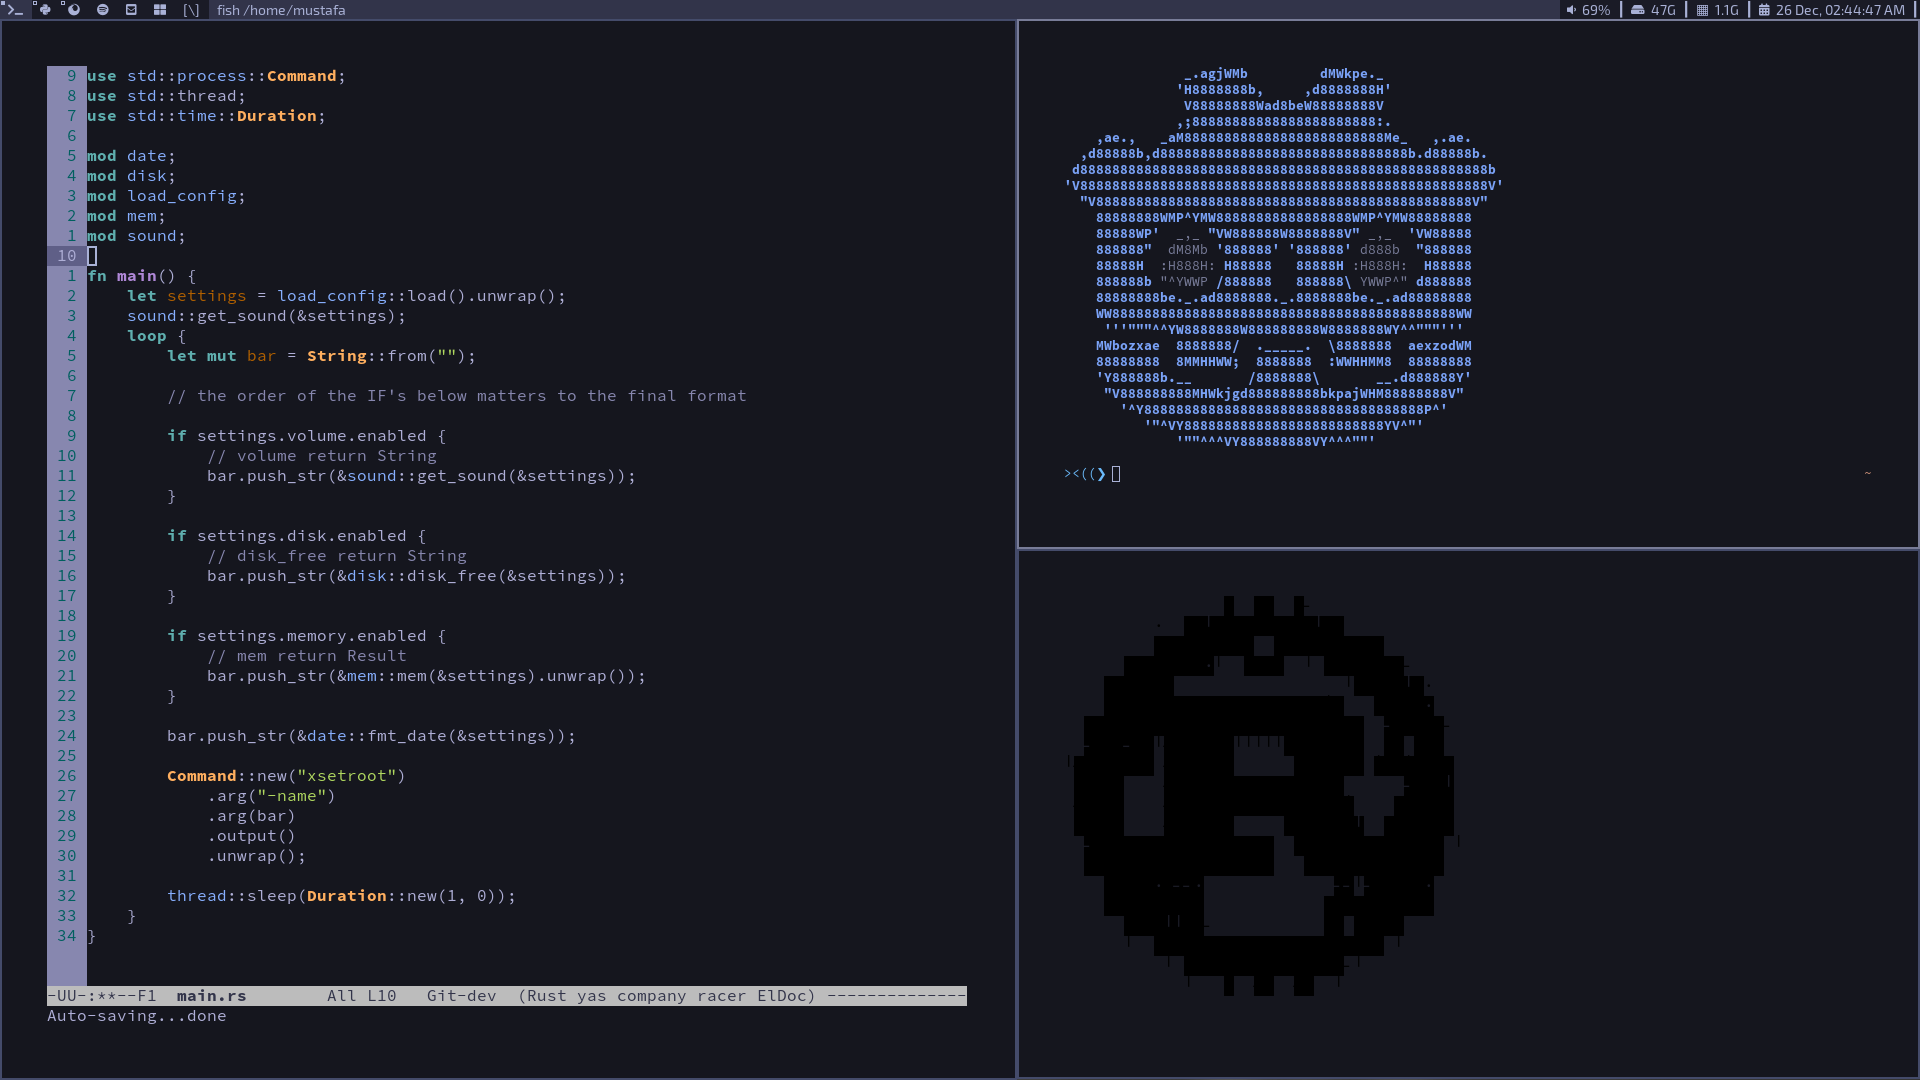 [\] fish /home/mustafa 69% | 47G | 1.1G | 26 Dec, 02:44:47 AM |
9 use std::process::Command;
8 use std::thread;
7 use std::time::Duration;
6
5 mod date;
4 mod disk;
3 mod load_config;
2 mod mem;
1 mod sound;
10
1 fn main() {
2     let settings = load_config::load().unwrap();
3     sound::get_sound(&settings);
4     loop {
5         let mut bar = String::from("");
6
7         // the order of the IF's below matters to the final format
8
9         if settings.volume.enabled {
10             // volume return String
11             bar.push_str(&sound::get_sound(&settings));
12         }
13
14         if settings.disk.enabled {
15             // disk_free return String
16             bar.push_str(&disk::disk_free(&settings));
17         }
18
19         if settings.memory.enabled {
20             // mem return Result
21             bar.push_str(&mem::mem(&settings).unwrap());
22         }
23
24         bar.push_str(&date::fmt_date(&settings));
25
26         Command::new("xsetroot")
27             .arg("-name")
28             .arg(bar)
29             .output()
30             .unwrap();
31
32         thread::sleep(Duration::new(1, 0));
33     }
34 }
-UU-:**--F1  main.rs        All L10   Git-dev  (Rust yas company racer ElDoc) --------------
Auto-saving...done
><((❯ ~